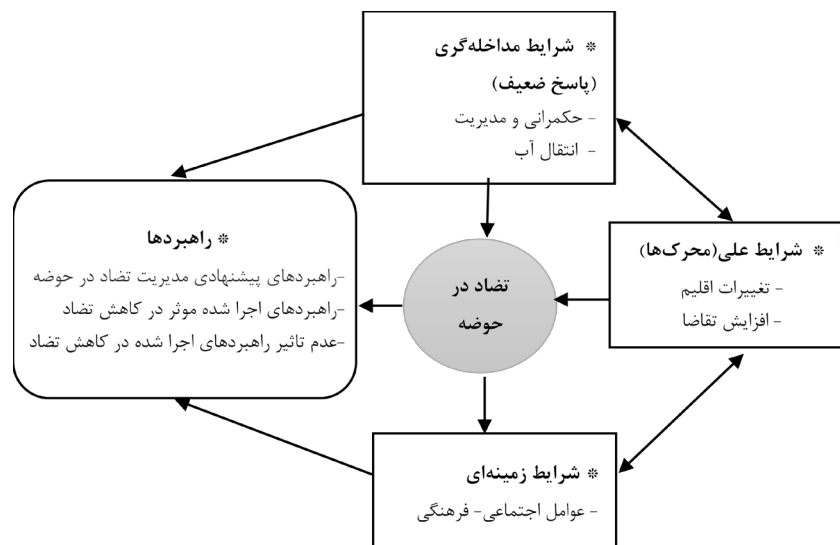 * شرایط مداخله‌گری
(پاسخ ضعیف)
- حکمرانی و مدیریت
- انتقال آب
* شرایط علی(محرک‌ها)
- تغییرات اقلیم
- افزایش تقاضا
تضاد در
حوضه
* راهبردها
-راهبردهای پیشنهادی مدیریت تضاد در حوضه
-راهبردهای اجرا شده موثر در کاهش تضاد
-عدم تاثیر راهبردهای اجرا شده در کاهش تضاد
* شرایط زمینه‌ای
- عوامل اجتماعی- فرهنگی